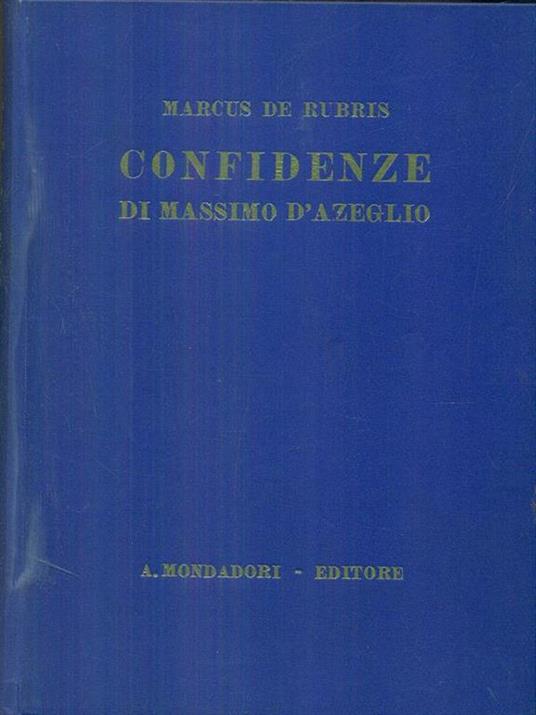 MARCUS DE RUBRIS
CONFIDENZE
DI MASSIMO D'AZEGLIO
A. MONDADORI - EDITORE